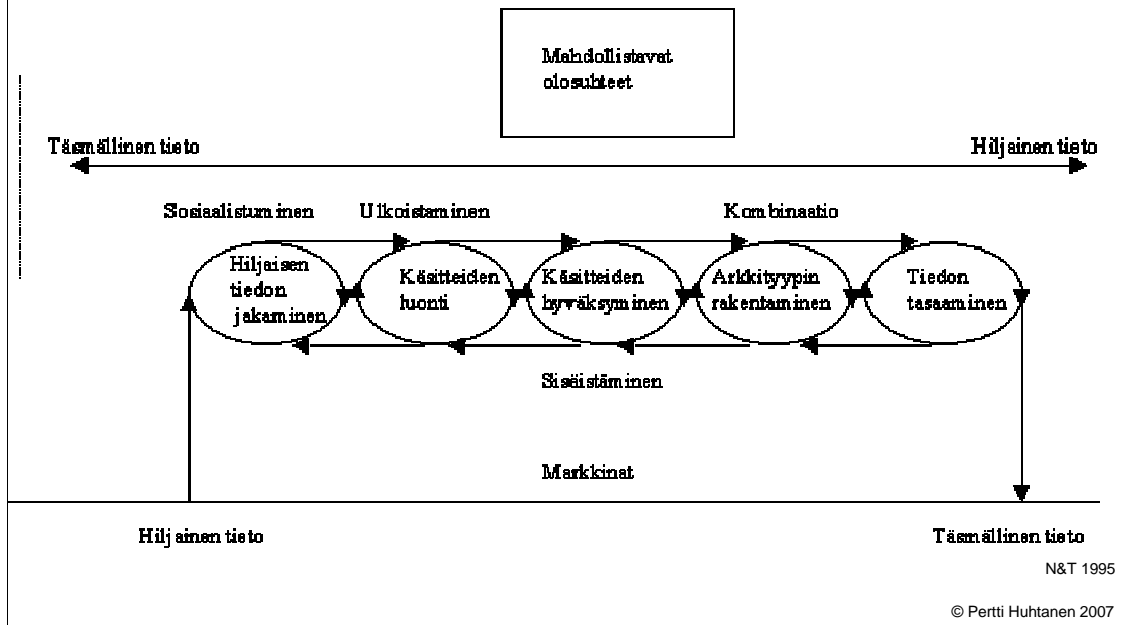 Mahdollistavat
olosuhteet
Täsmällinen tieto
Hiljainen tieto
Sosiaalistuminen
Ulkoistaminen
Kombinaatio
Hiljaisen
tiedon
jakaminen
Käsitteiden
luonti
Käsitteiden
hyväksyminen
Arkkityypin
rakentaminen
Tiedon
tasaaminen
Sisäistäminen
Markkinat
Hiljainen tieto
Täsmällinen tieto
N&T 1995
© Pertti Huhtanen 2007